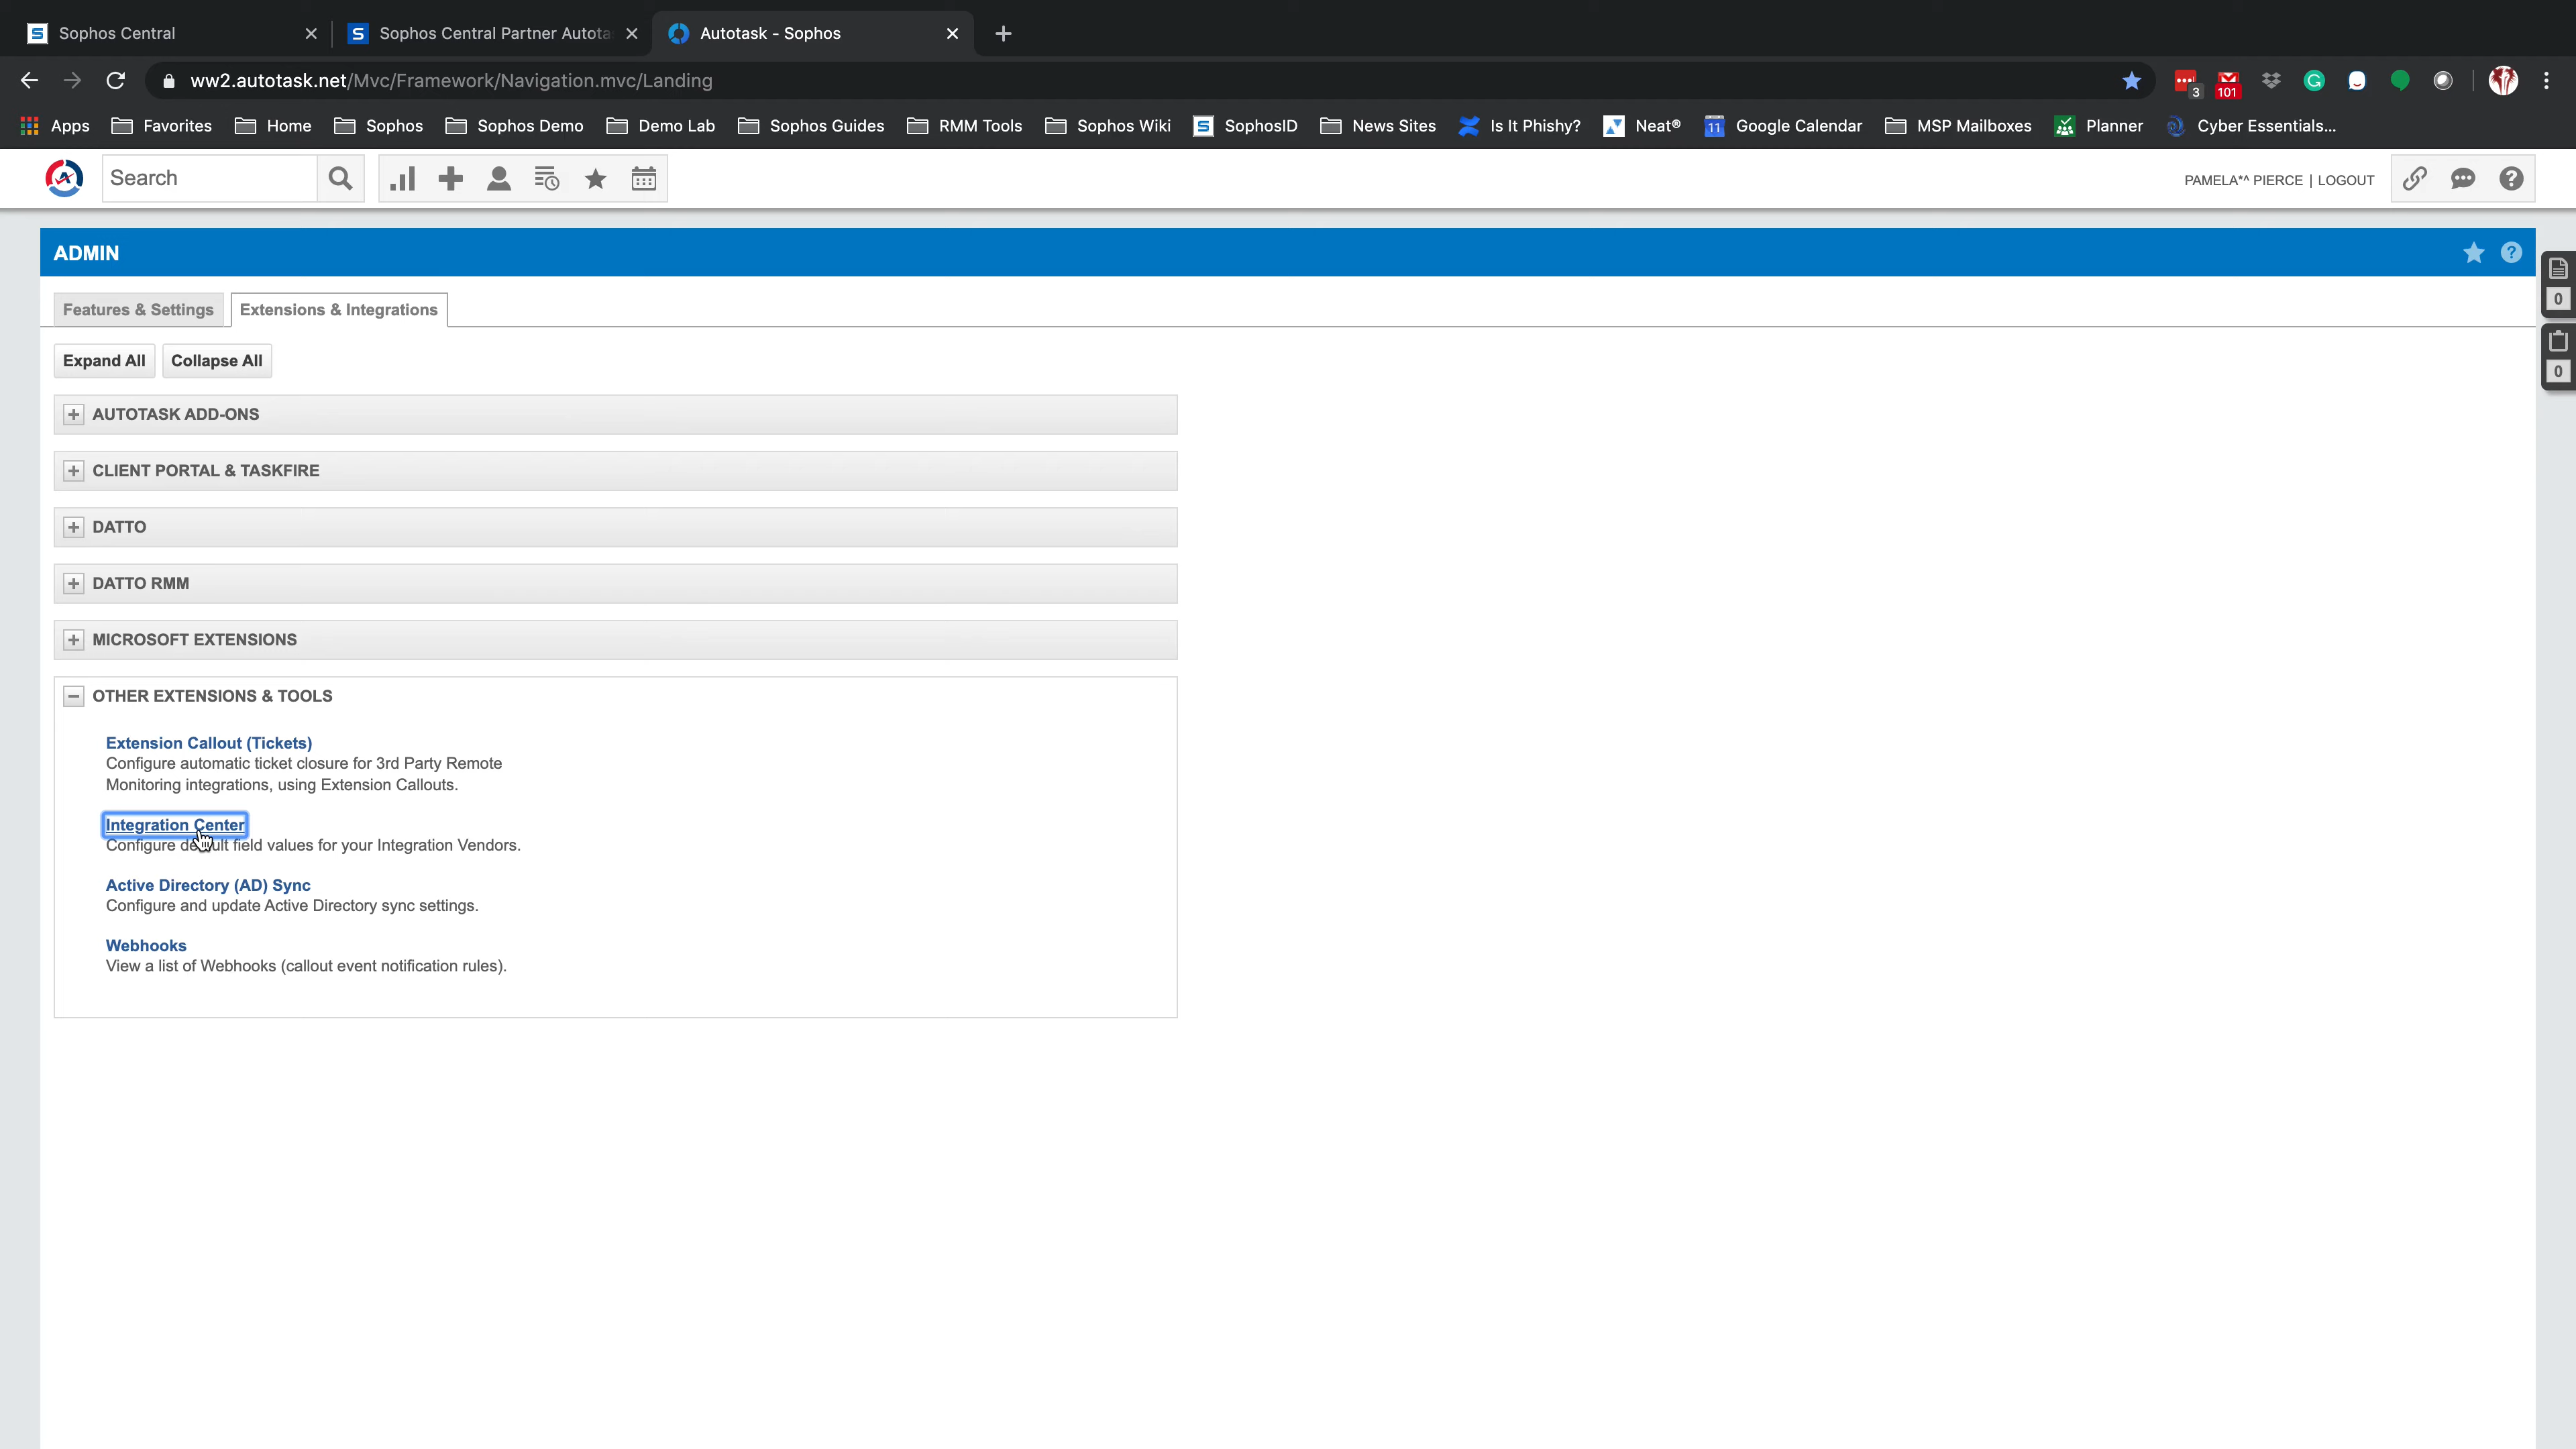 Sophos Central
Sophos Central Partner Autota
Autotask - Sophos
ww2.autotask.net/Mvc/Framework/Navigation.mvc/Landing
3
101
Apps Favorites Home Sophos Sophos Demo Demo Lab Sophos Guides RMM Tools Sophos Wiki SophosID News Sites Is It Phishy? Neat® 11 Google Calendar MSP Mailboxes Planner Cyber Essentials...
Search
PAMELA*^ PIERCE | LOGOUT
ADMIN
0
0
Features & Settings Extensions & Integrations
Expand All Collapse All
AUTOTASK ADD-ONS
CLIENT PORTAL & TASKFIRE
DATTO
DATTO RMM
MICROSOFT EXTENSIONS
OTHER EXTENSIONS & TOOLS
Extension Callout (Tickets)
Configure automatic ticket closure for 3rd Party Remote
Monitoring integrations, using Extension Callouts.
Integration Center
Configure default field values for your Integration Vendors.
Active Directory (AD) Sync
Configure and update Active Directory sync settings.
Webhooks
View a list of Webhooks (callout event notification rules).